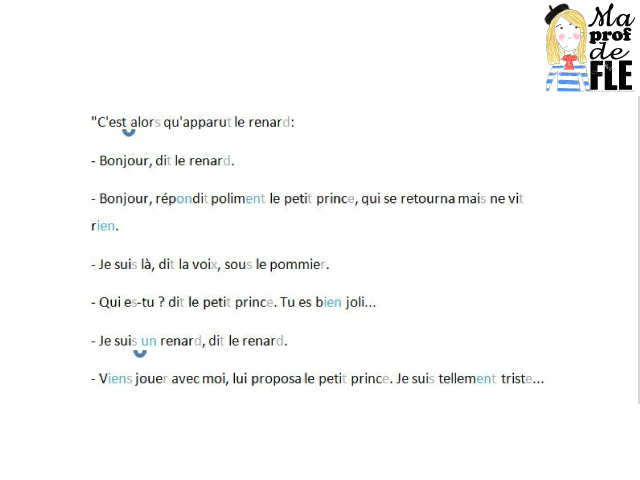 Ma
prof
de
FLE
"C'est alors qu'apparut le renard:
- Bonjour, dit le renard.
- Bonjour, répondit poliment le petit prince, qui se retourna mais ne vit
rien.
- Je suis là, dit la voix, sous le pommier.
- Qui es-tu ? dit le petit prince. Tu es bien joli...
- Je suis un renard, dit le renard.
- Viens jouer avec moi, lui proposa le petit prince. Je suis tellement triste...